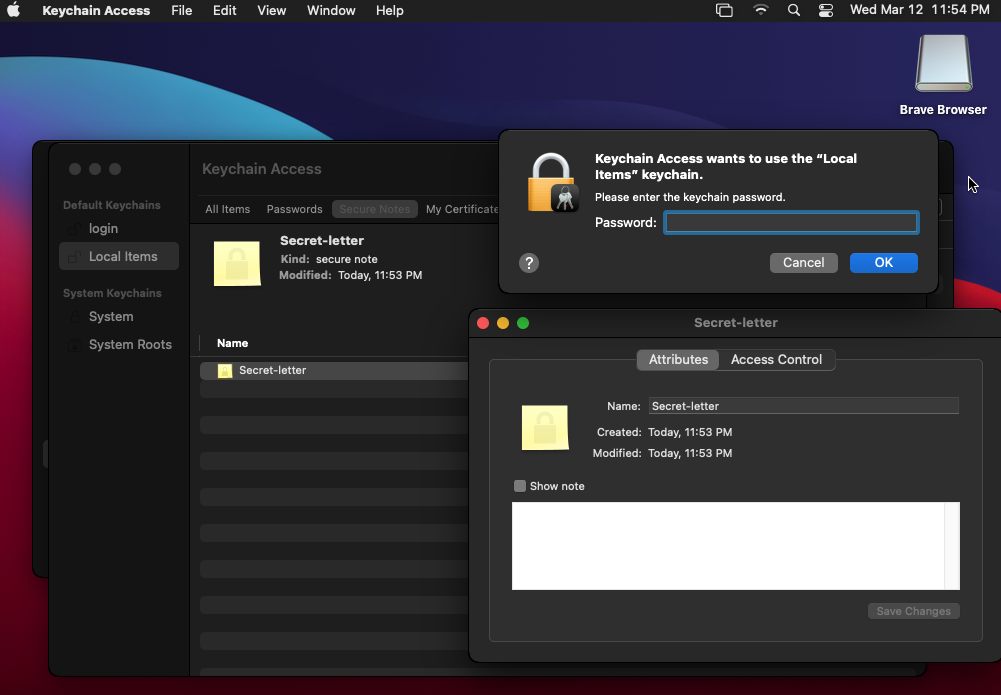 Keychain Access File Edit View Window Help Wed Mar 12 11:54 PM
Brave Browser
Keychain Access
Default Keychains
login
Local Items
System Keychains
System
System Roots
All Items Passwords Secure Notes My Certificate
Secret-letter
Kind: secure note
Modified: Today, 11:53 PM
Name
Secret-letter
Keychain Access wants to use the “Local
Items” keychain.
Please enter the keychain password.
Password:
?
Cancel OK
Secret-letter
Attributes Access Control
Name: Secret-letter
Created: Today, 11:53 PM
Modified: Today, 11:53 PM
Show note
Save Changes